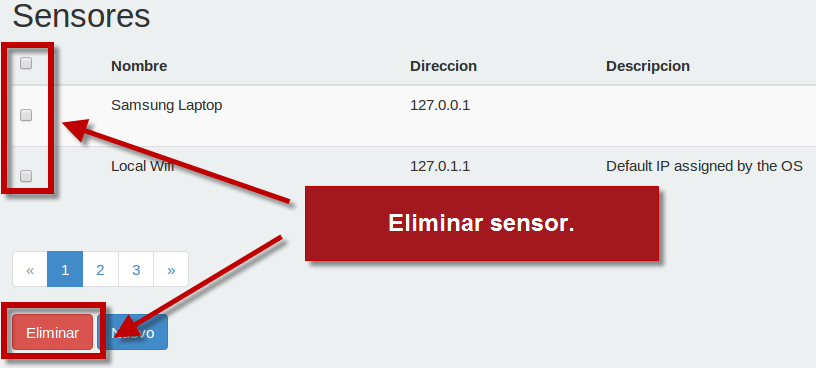 Sensores
Nombre Direccion Descripcion
Samsung Laptop 127.0.0.1
Local Wifi 127.0.1.1 Default IP assigned by the OS
Eliminar sensor.
« 1 2 3 »
Eliminar Nuevo